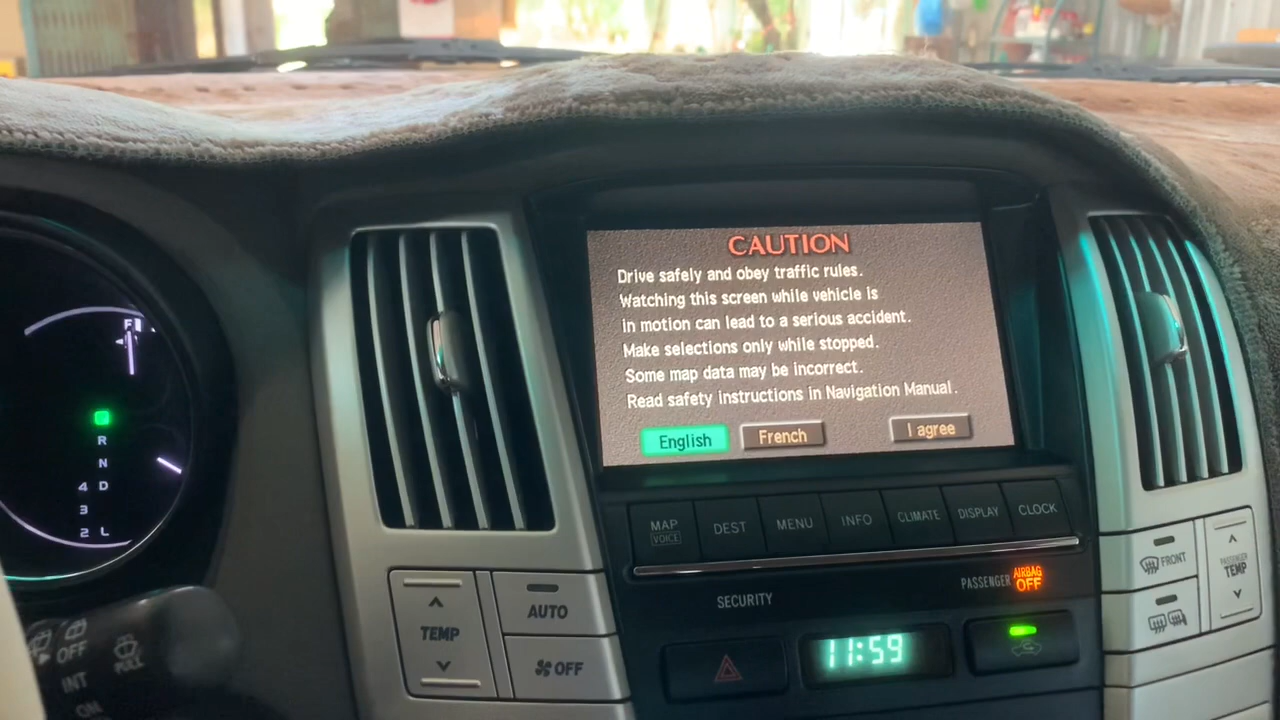 CAUTION
Drive safely and obey traffic rules.
Watching this screen while vehicle is
in motion can lead to a serious accident.
Make selections only while stopped.
Some map data may be incorrect.
Read safety instructions in Navigation Manual.
English French I agree
F
R
N
4 D
3
2 L
MAP DEST MENU INFO CLIMATE DISPLAY CLOCK
VOICE
PASSENGER AIRBAG OFF
SECURITY
11:59
TEMP
AUTO
OFF
FRONT
PASSENGER TEMP
OFF
INT
ON
PULL